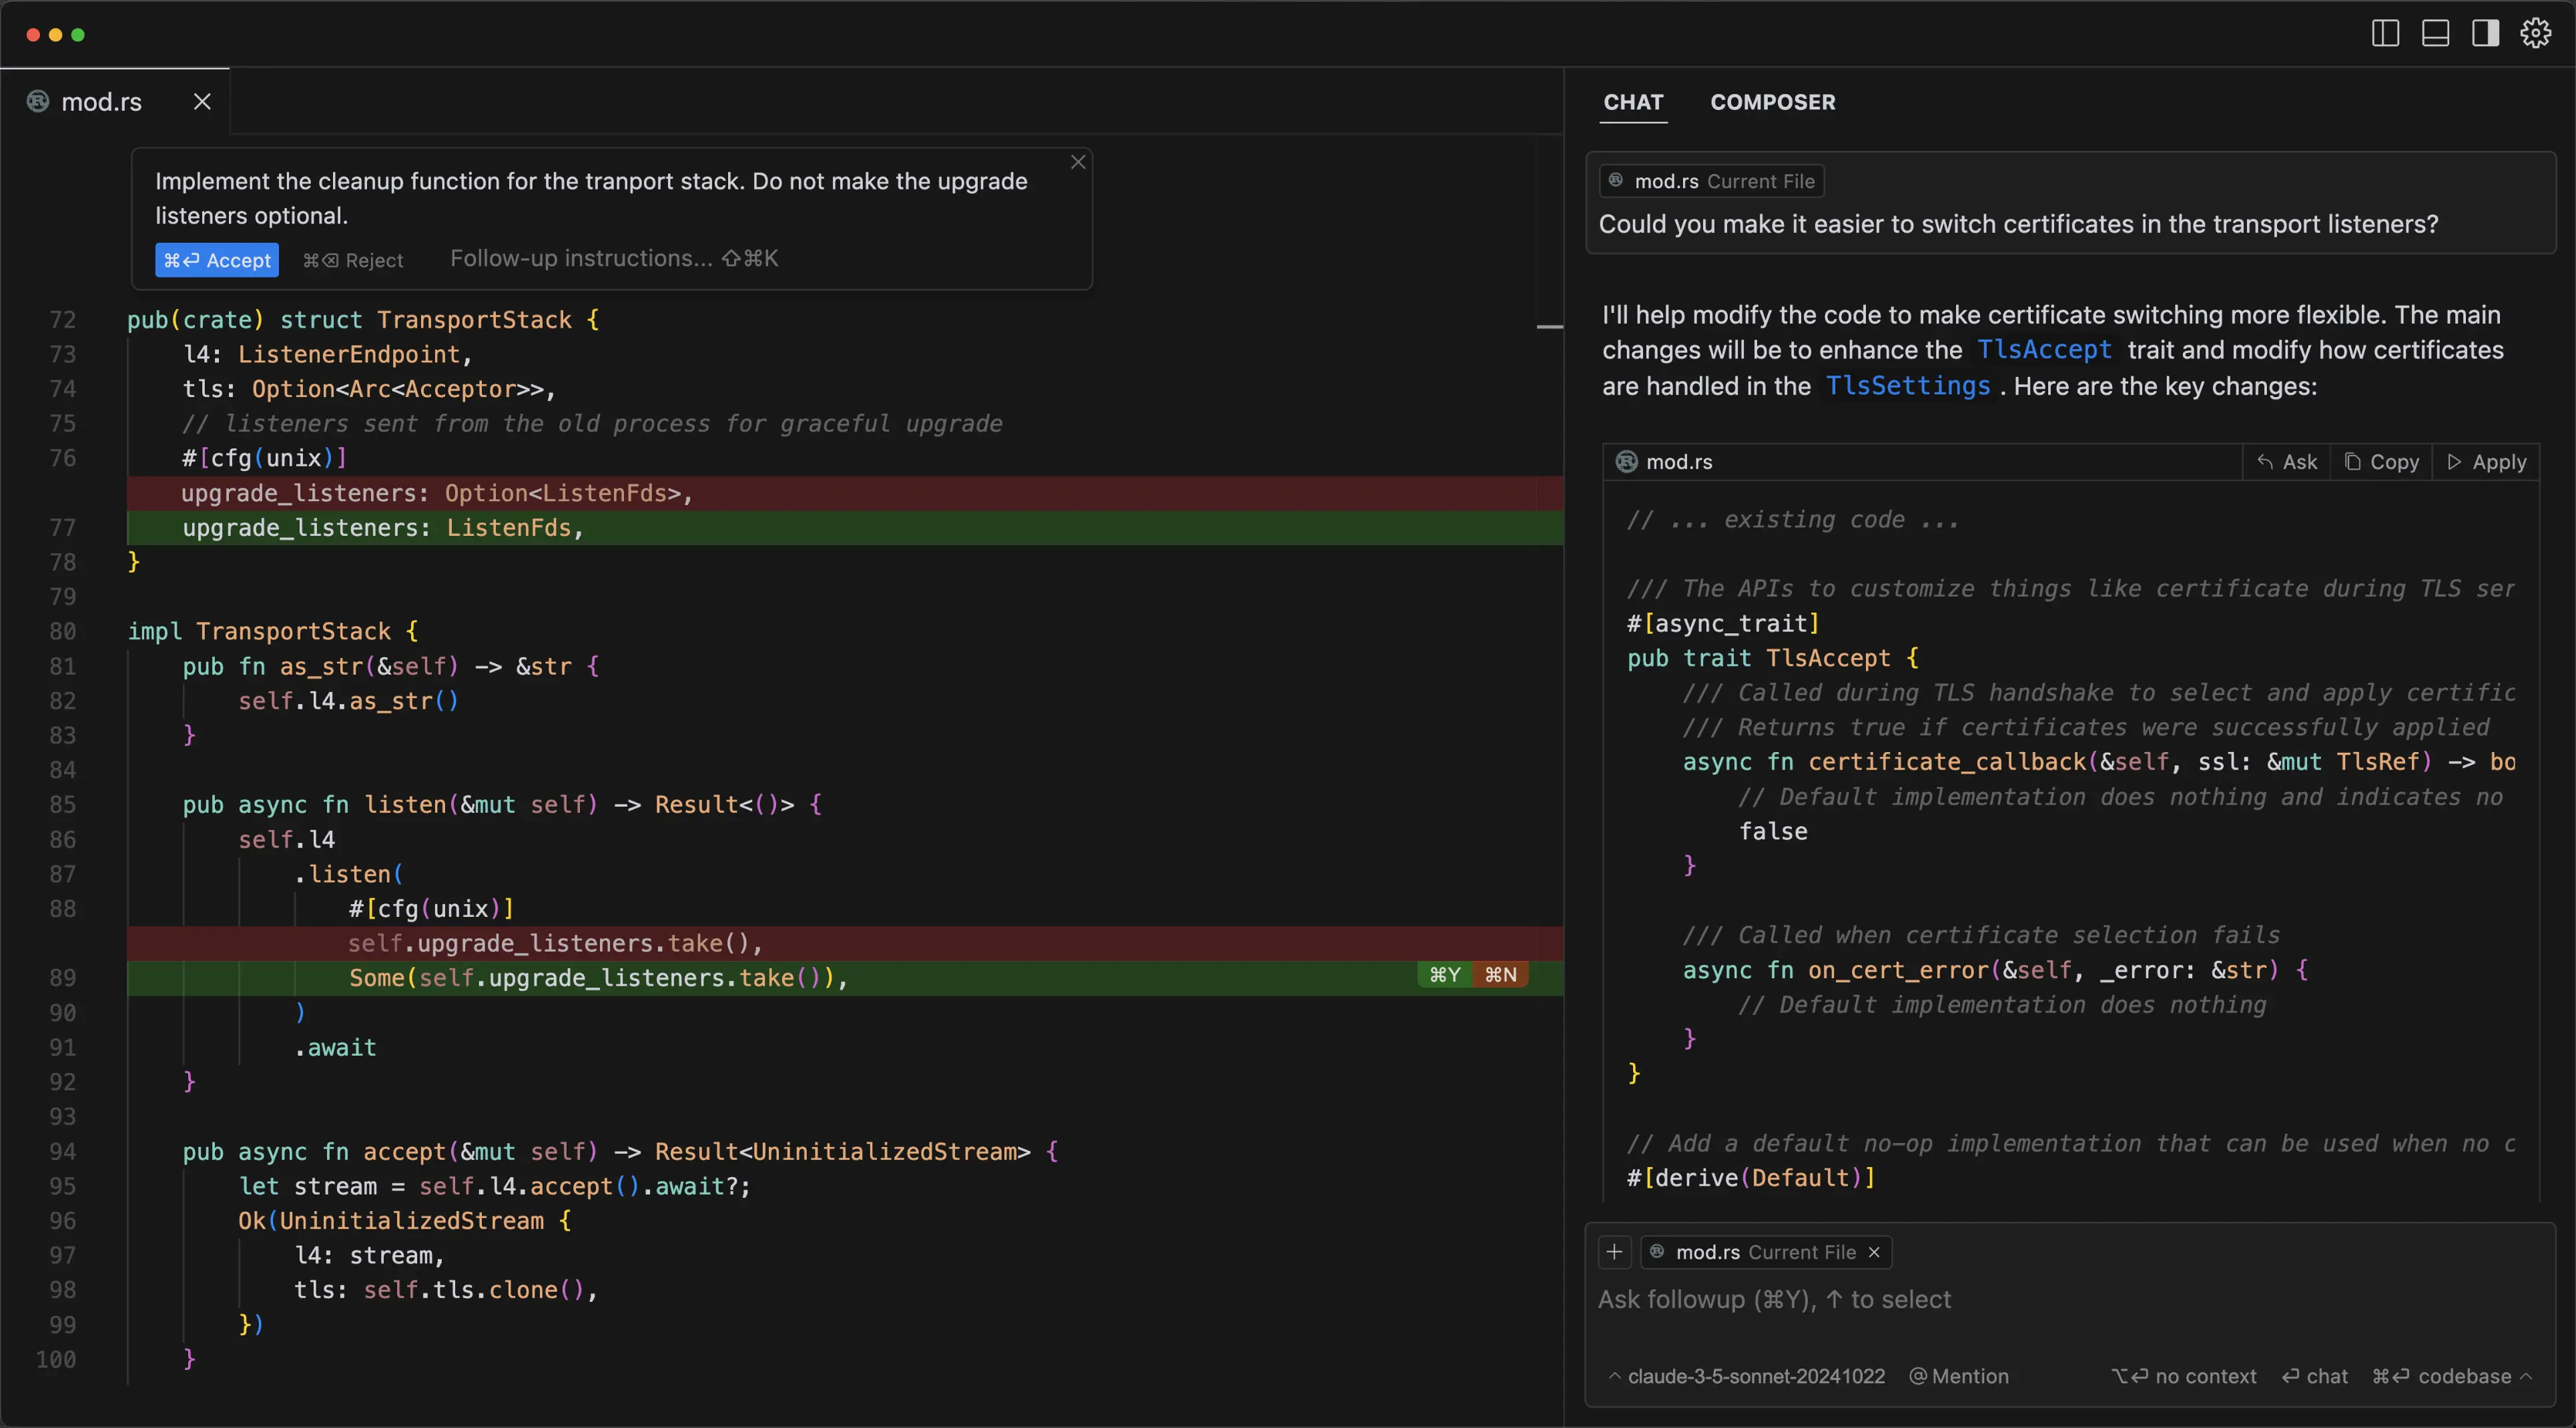 mod.rs
Implement the cleanup function for the tranport stack. Do not make the upgrade
listeners optional.
⌘⏎ Accept ⌘⌫ Reject Follow-up instructions... ⇧⌘K
72 pub(crate) struct TransportStack {
73 l4: ListenerEndpoint,
74 tls: Option<Arc<Acceptor>>,
75 // listeners sent from the old process for graceful upgrade
76 #[cfg(unix)]
upgrade_listeners: Option<ListenFds>,
77 upgrade_listeners: ListenFds,
78 }
79
80 impl TransportStack {
81 pub fn as_str(&self) -> &str {
82 self.l4.as_str()
83 }
84
85 pub async fn listen(&mut self) -> Result<()> {
86 self.l4
87 .listen(
88 #[cfg(unix)]
self.upgrade_listeners.take(),
89 Some(self.upgrade_listeners.take()), ⌘Y ⌘N
90 )
91 .await
92 }
93
94 pub async fn accept(&mut self) -> Result<UninitializedStream> {
95 let stream = self.l4.accept().await?;
96 Ok(UninitializedStream {
97 l4: stream,
98 tls: self.tls.clone(),
99 })
100 }
CHAT COMPOSER
mod.rs Current File
Could you make it easier to switch certificates in the transport listeners?
I'll help modify the code to make certificate switching more flexible. The main
changes will be to enhance the TlsAccept trait and modify how certificates
are handled in the TlsSettings . Here are the key changes:
mod.rs Ask Copy Apply
// ... existing code ...
/// The APIs to customize things like certificate during TLS ser
#[async_trait]
pub trait TlsAccept {
/// Called during TLS handshake to select and apply certific
/// Returns true if certificates were successfully applied
async fn certificate_callback(&self, ssl: &mut TlsRef) -> bo
// Default implementation does nothing and indicates no
false
}
/// Called when certificate selection fails
async fn on_cert_error(&self, _error: &str) {
// Default implementation does nothing
}
}
// Add a default no-op implementation that can be used when no c
#[derive(Default)]
mod.rs Current File
Ask followup (⌘Y), ↑ to select
claude-3-5-sonnet-20241022 @ Mention ⌥⏎ no context ⏎ chat ⌘⏎ codebase